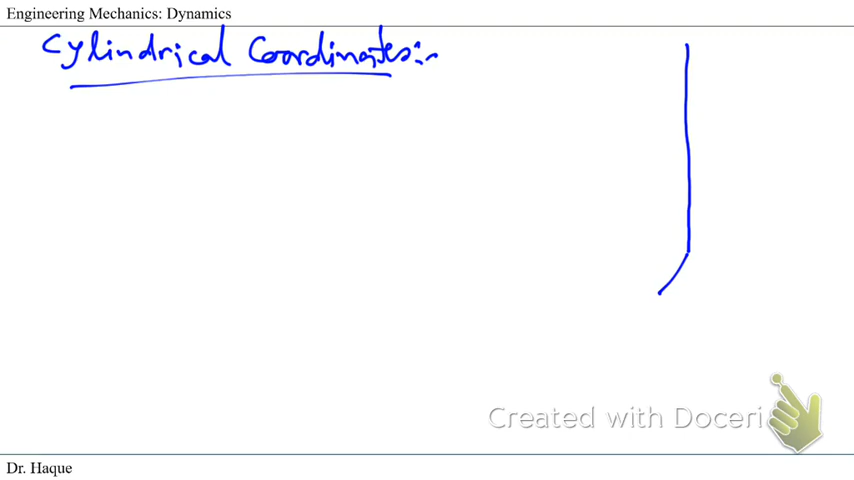 Engineering Mechanics: Dynamics
Cylindrical Coordinates:-
Created with Doceri
Dr. Haque